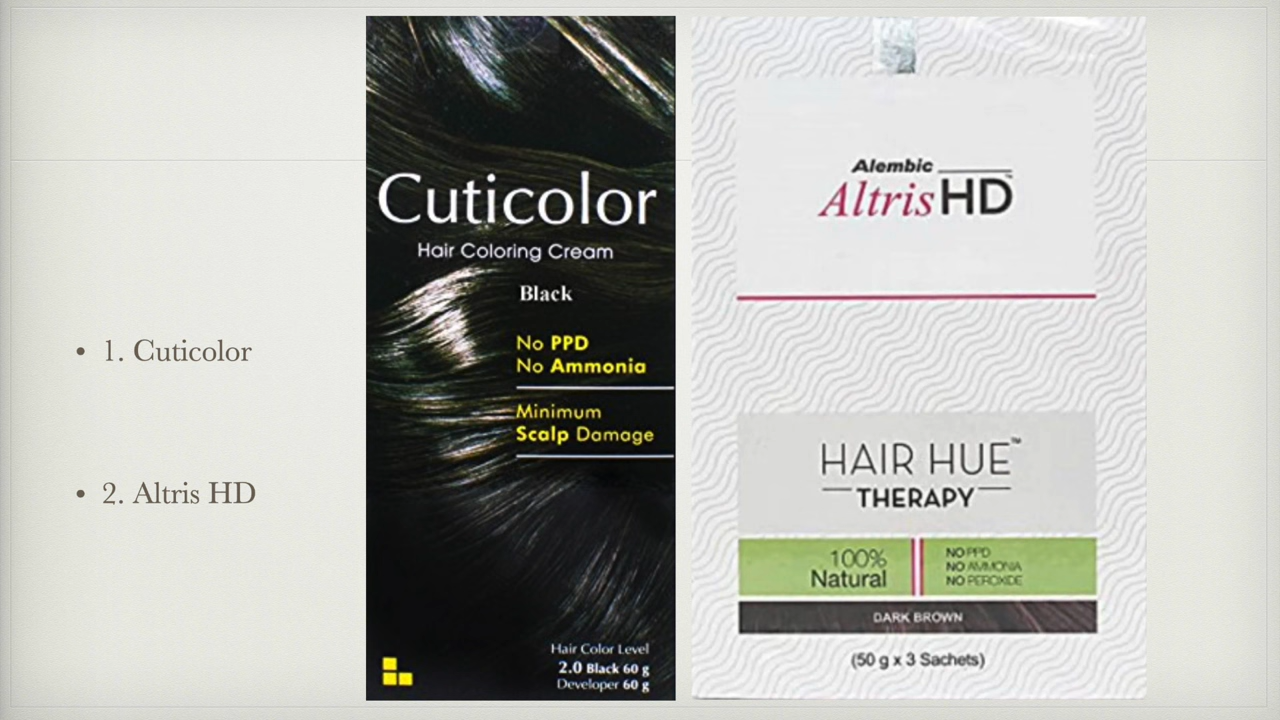 • 1. Cuticolor
• 2. Altris HD
Cuticolor
Hair Coloring Cream
Black
No PPD
No Ammonia
Minimum
Scalp Damage
Hair Color Level
2.0 Black 60 g
Developer 60 g
Alembic
Altris HD™
HAIR HUE™
THERAPY
100%
Natural
NO PPD
NO AMMONIA
NO PEROXIDE
DARK BROWN
(50 g x 3 Sachets)